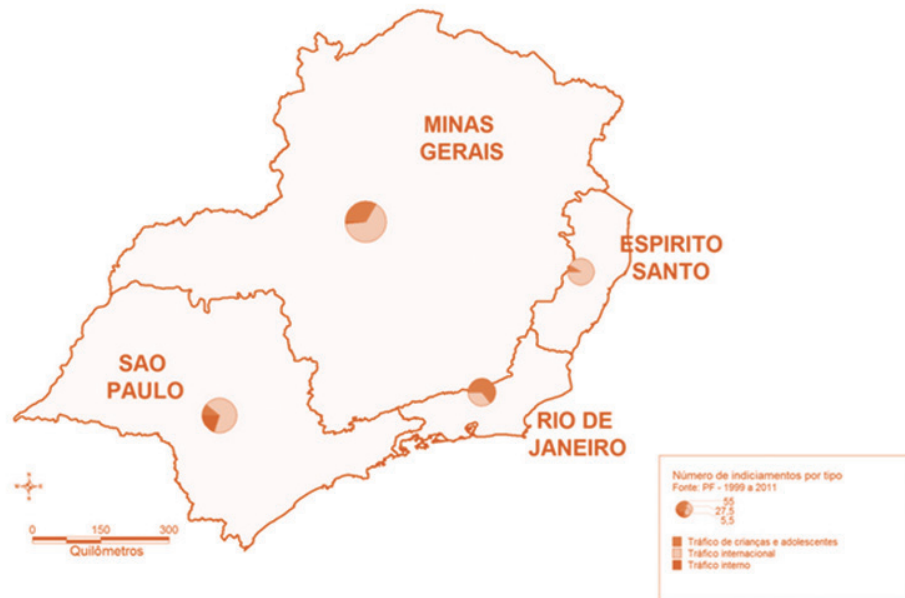 MINAS
GERAIS
ESPIRITO
SANTO
SAO
PAULO
RIO DE
JANEIRO
0 150 300
Quilômetros
Número de indiciamentos por tipo
Fonte: PF - 1999 a 2011
55
27,5
5,5
Tráfico de crianças e adolescentes
Tráfico internacional
Tráfico interno